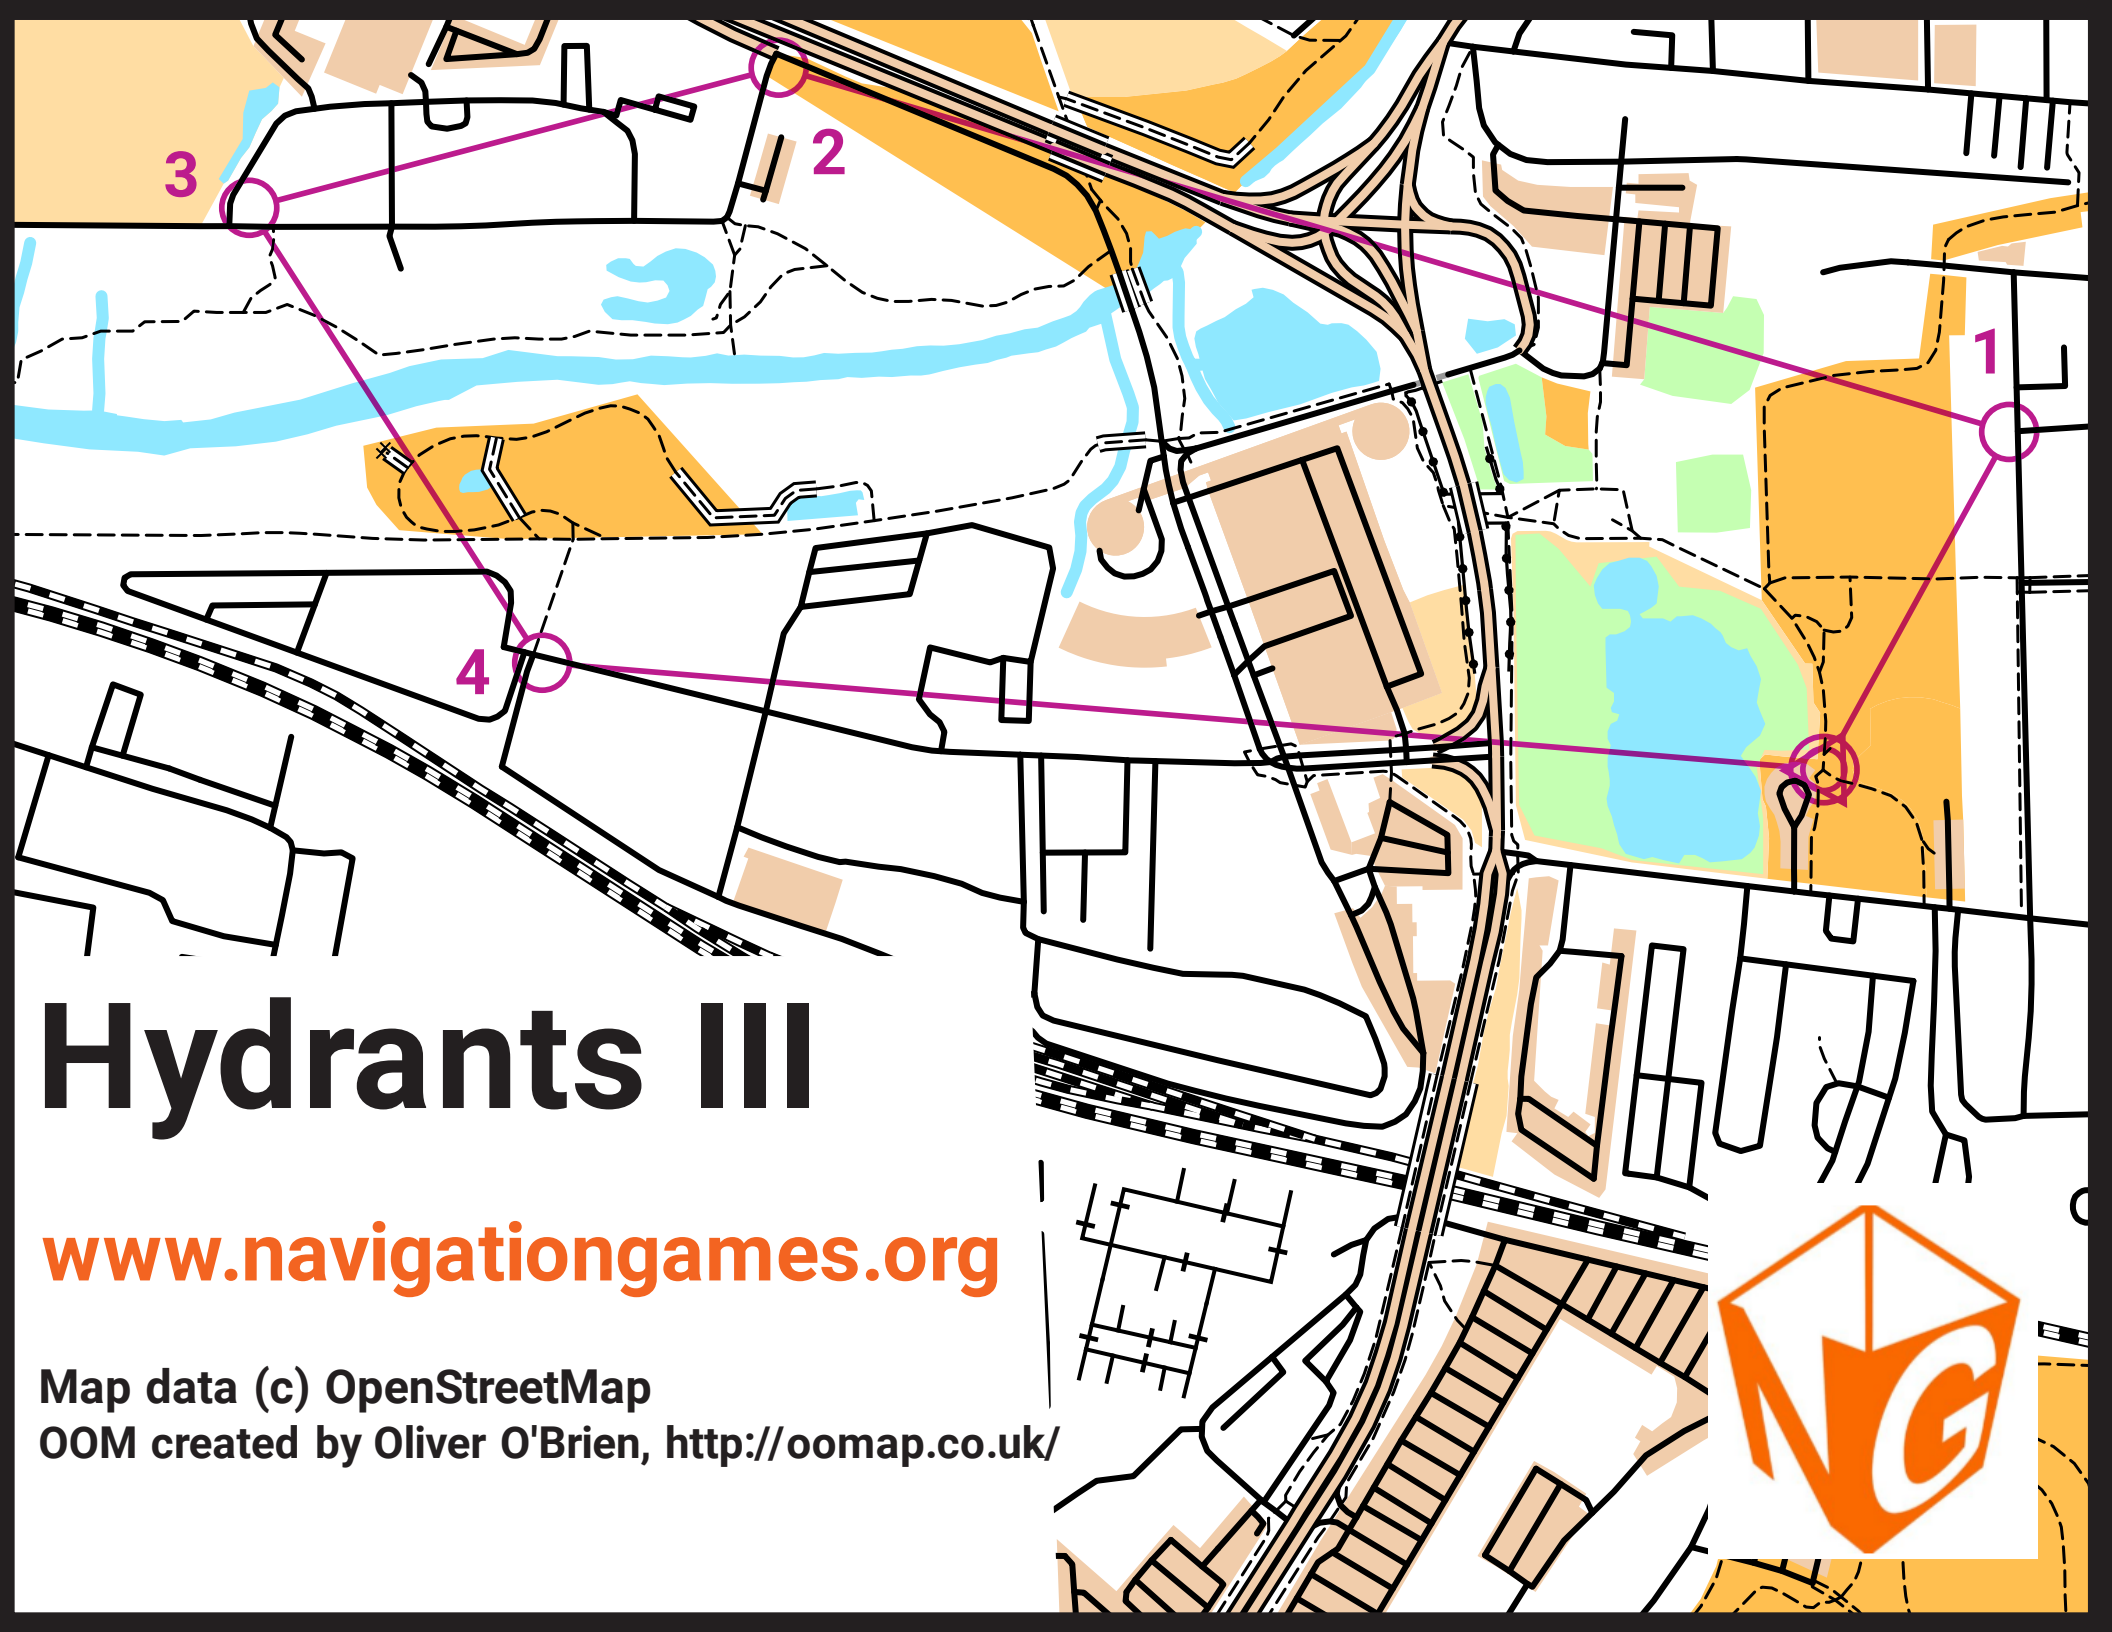 2
3
1
4
Hydrants III
www.navigationgames.org
Map data (c) OpenStreetMap
OOM created by Oliver O'Brien, http://oomap.co.uk/
NG